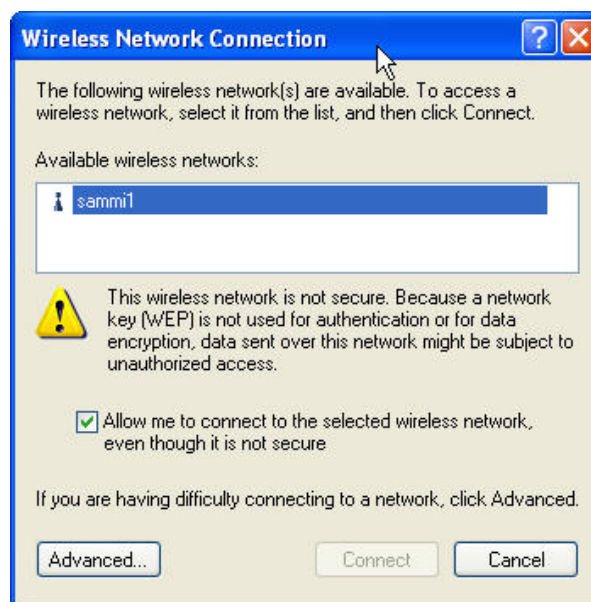 Wireless Network Connection
The following wireless network(s) are available. To access a
wireless network, select it from the list, and then click Connect.
Available wireless networks:
sammi1
This wireless network is not secure. Because a network
key (WEP) is not used for authentication or for data
encryption, data sent over this network might be subject to
unauthorized access.
Allow me to connect to the selected wireless network,
even though it is not secure
If you are having difficulty connecting to a network, click Advanced.
Advanced... Connect Cancel